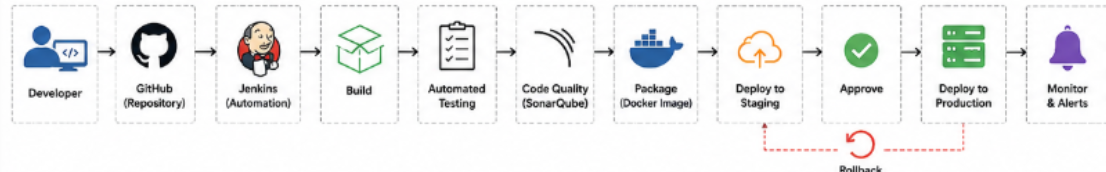 </>
Developer
GitHub
(Repository)
Jenkins
(Automation)
Build
Automated
Testing
Code Quality
(SonarQube)
Package
(Docker Image)
Deploy to
Staging
Approve
Deploy to
Production
Monitor
& Alerts
Rollback